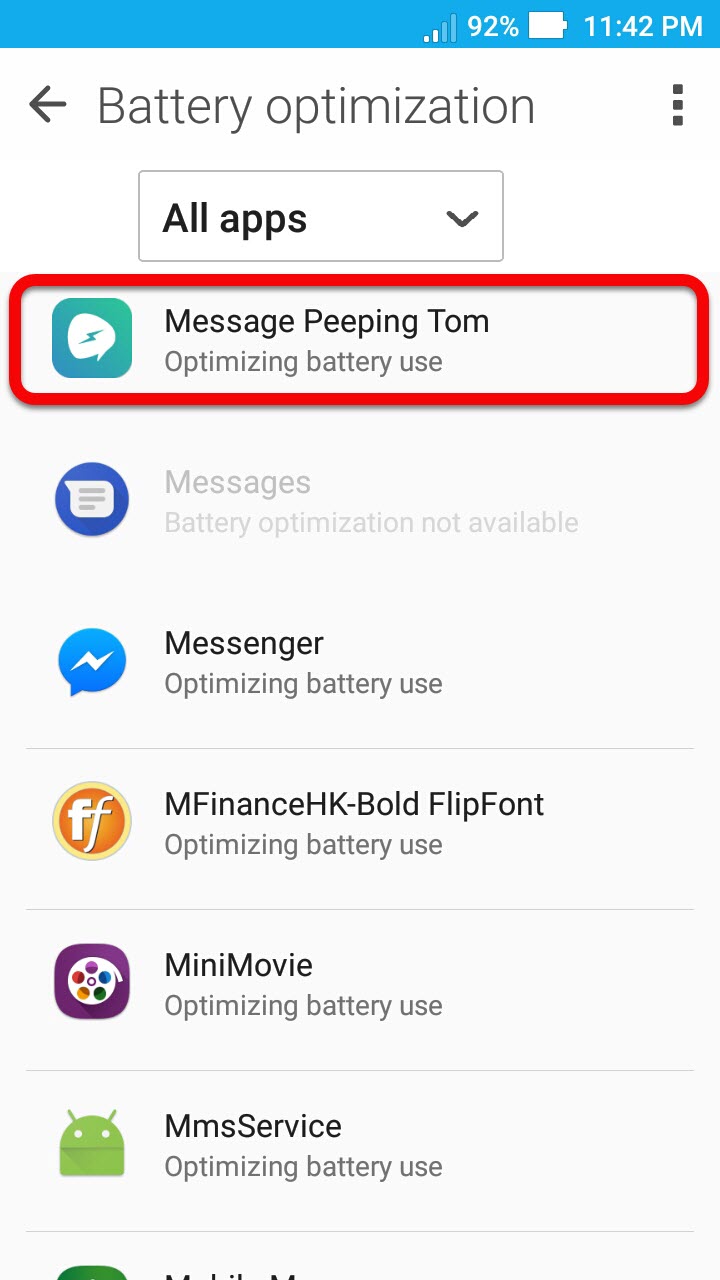 92% 11:42 PM
Battery optimization
All apps
Message Peeping Tom
Optimizing battery use
Messages
Battery optimization not available
Messenger
Optimizing battery use
ff
MFinanceHK-Bold FlipFont
Optimizing battery use
MiniMovie
Optimizing battery use
MmsService
Optimizing battery use